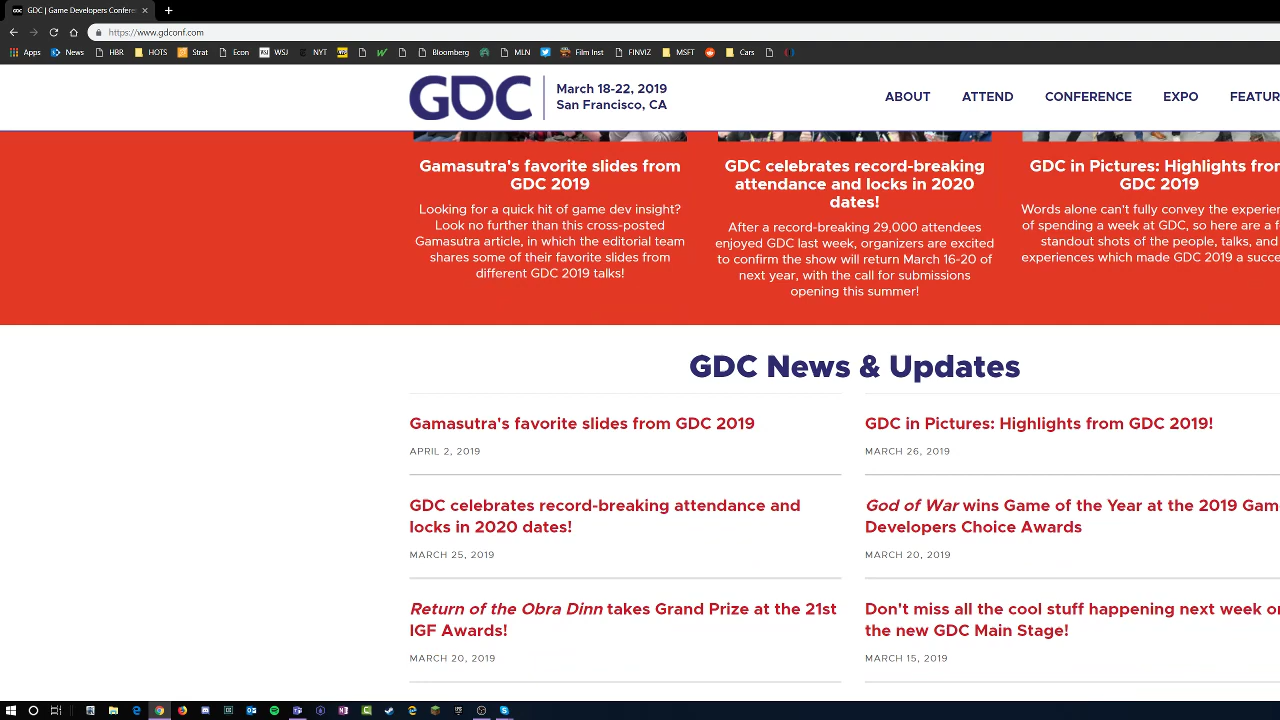 GDC | Game Developers Conferen
https://www.gdconf.com
Apps News HBR HOTS Strat Econ WSJ NYT Bloomberg MLN Film Inst FINVIZ MSFT Cars
GDC
March 18-22, 2019
San Francisco, CA
ABOUT ATTEND CONFERENCE EXPO FEATUR
Gamasutra's favorite slides from
GDC 2019
Looking for a quick hit of game dev insight?
Look no further than this cross-posted
Gamasutra article, in which the editorial team
shares some of their favorite slides from
different GDC 2019 talks!
GDC celebrates record-breaking
attendance and locks in 2020
dates!
After a record-breaking 29,000 attendees
enjoyed GDC last week, organizers are excited
to confirm the show will return March 16-20 of
next year, with the call for submissions
opening this summer!
GDC in Pictures: Highlights from
GDC 2019
Words alone can't fully convey the experien
of spending a week at GDC, so here are a f
standout shots of the people, talks, and
experiences which made GDC 2019 a succe
GDC News & Updates
Gamasutra's favorite slides from GDC 2019
APRIL 2, 2019
GDC in Pictures: Highlights from GDC 2019!
MARCH 26, 2019
GDC celebrates record-breaking attendance and
locks in 2020 dates!
MARCH 25, 2019
God of War wins Game of the Year at the 2019 Gam
Developers Choice Awards
MARCH 20, 2019
Return of the Obra Dinn takes Grand Prize at the 21st
IGF Awards!
MARCH 20, 2019
Don't miss all the cool stuff happening next week o
the new GDC Main Stage!
MARCH 15, 2019